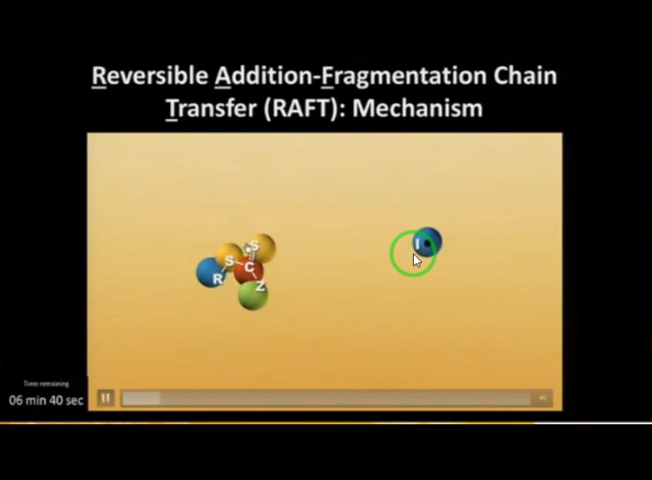 Reversible Addition-Fragmentation Chain
Transfer (RAFT): Mechanism
S
S
C
I
R
Z
Time remaining
06 min 40 sec